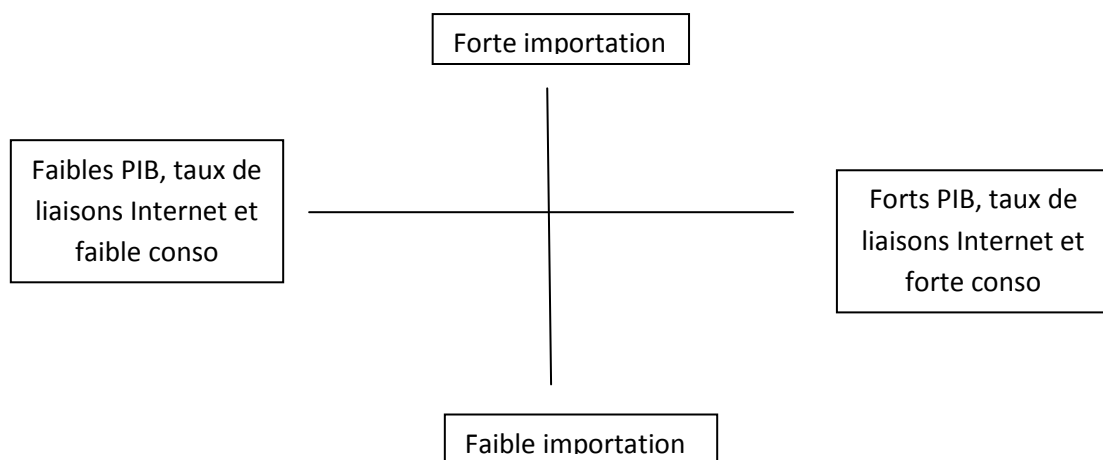 Forte importation
Faibles PIB, taux de
liaisons Internet et
faible conso
Forts PIB, taux de
liaisons Internet et
forte conso
Faible importation